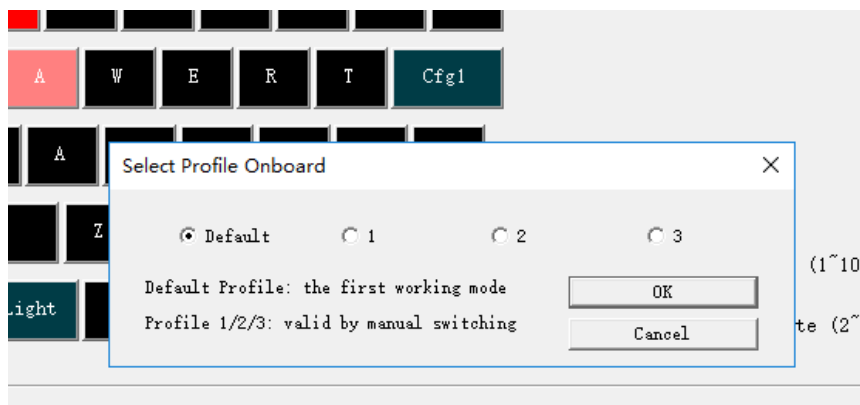 A W E R T Cfg1
A
Select Profile Onboard
Z
Default 1 2 3
(1~10
Default Profile: the first working mode
OK
Light
Profile 1/2/3: valid by manual switching
te (2~
Cancel